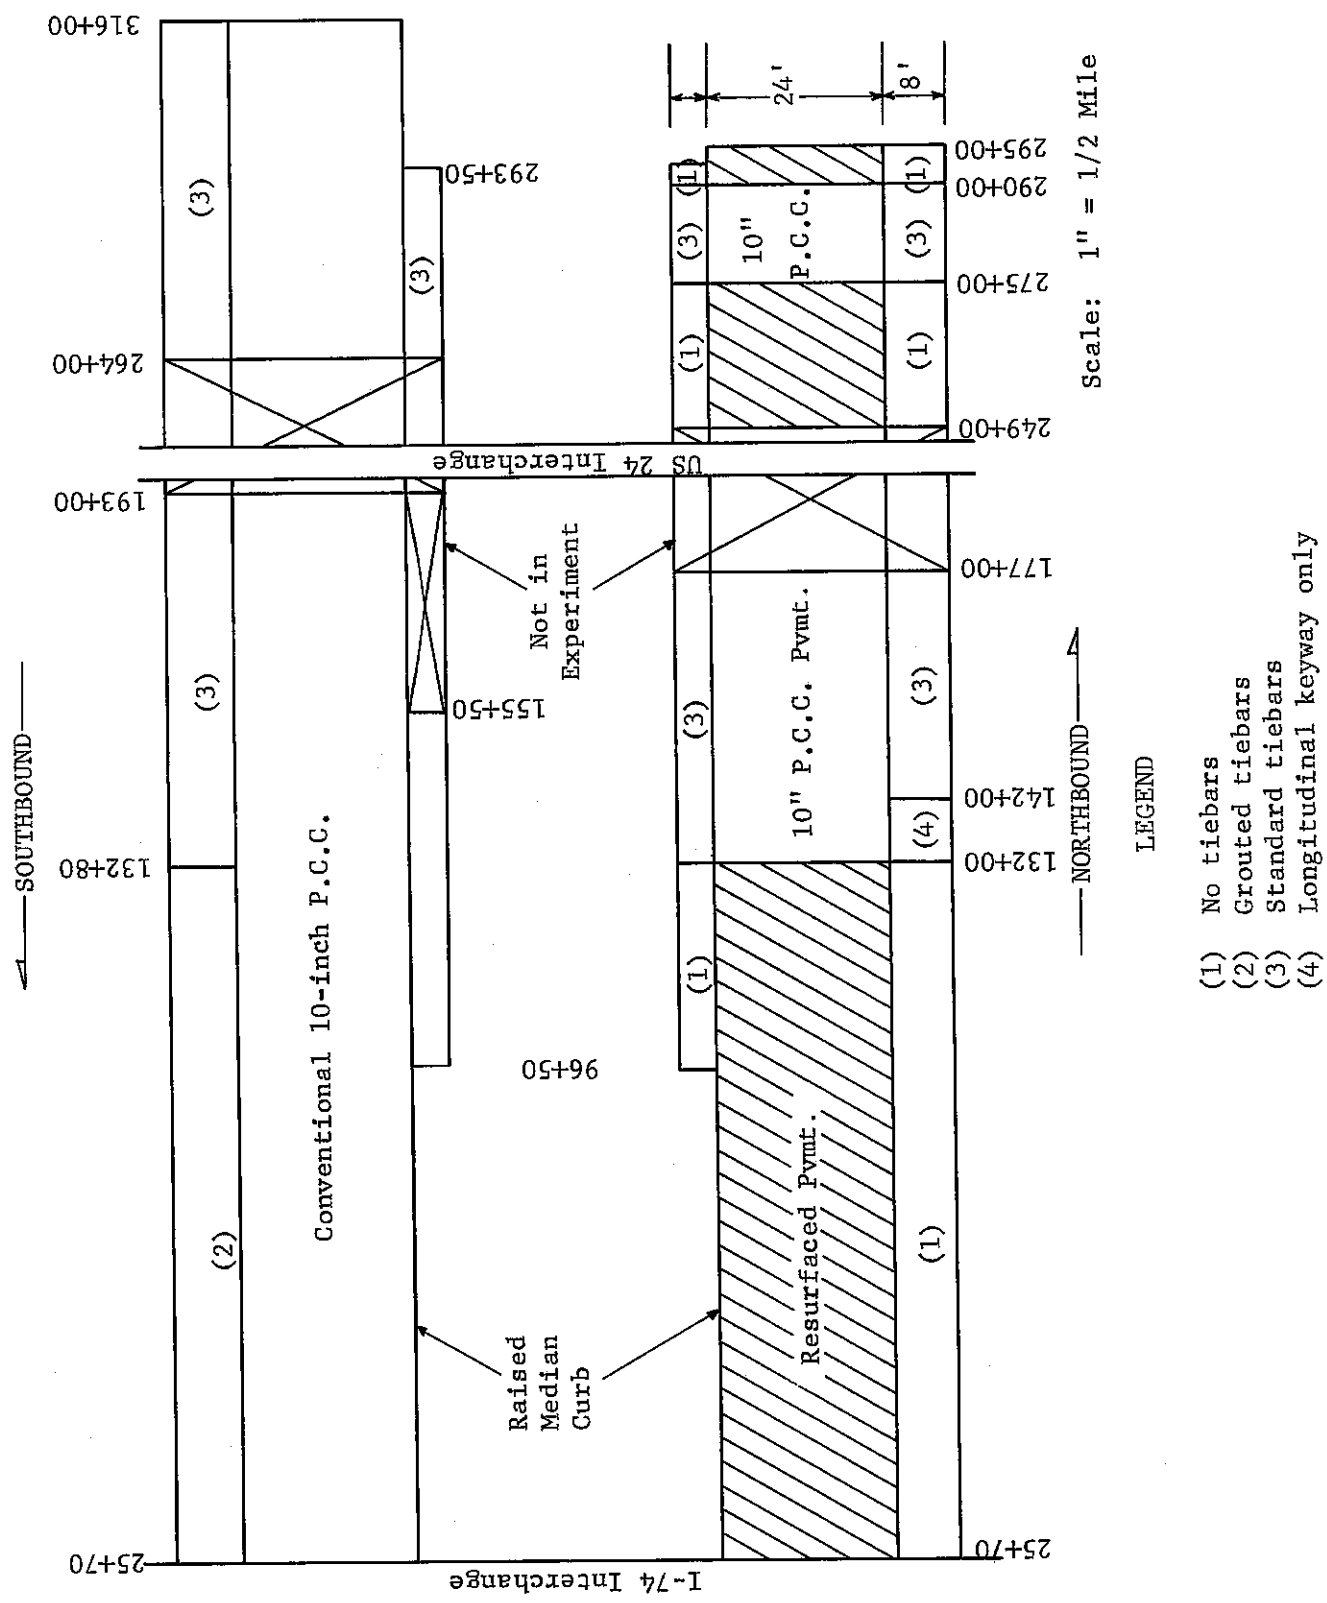 SOUTHBOUND
25+70
132+80
193+00
264+00
316+00
(2)
(3)
(3)
Conventional 10-inch P.C.C.
(3)
155+50
293+50
Raised
Median
Curb
96+50
Not in
Experiment
I-74 Interchange
US 24 Interchange
(1)
(3)
(1)
(3)
(1)
Resurfaced Pvmt.
10" P.C.C. Pvmt.
10"
P.C.C.
24'
(1)
(4)
(3)
(1)
(3)
(1)
8'
25+70
132+00
142+00
177+00
249+00
275+00
290+00
295+00
NORTHBOUND
Scale: 1" = 1/2 Mile
LEGEND
(1) No tiebars
(2) Grouted tiebars
(3) Standard tiebars
(4) Longitudinal keyway only